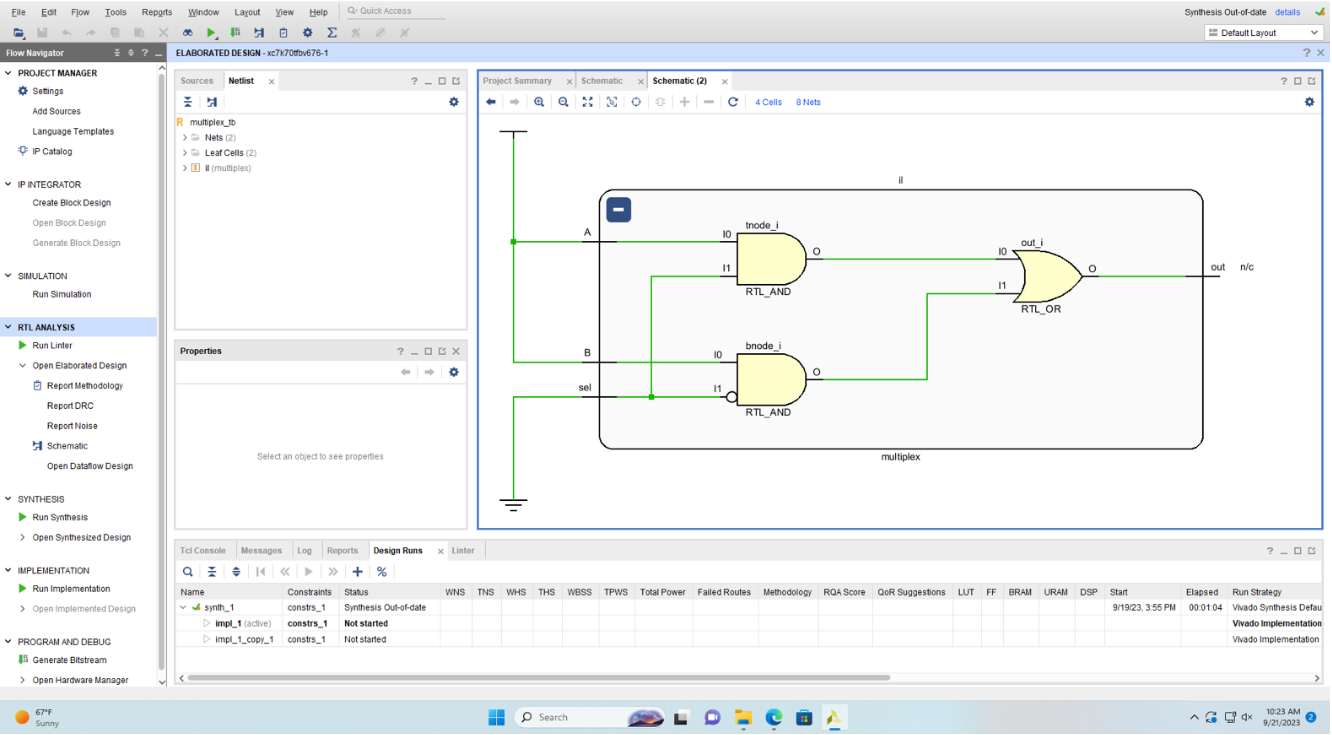 File Edit Flow Tools Reports Window Layout View Help Quick Access
Synthesis Out-of-date details
Default Layout
Flow Navigator
ELABORATED DESIGN - xc7k70tfbv676-1
PROJECT MANAGER
Settings
Add Sources
Language Templates
IP Catalog
IP INTEGRATOR
Create Block Design
Open Block Design
Generate Block Design
SIMULATION
Run Simulation
RTL ANALYSIS
Run Linter
Open Elaborated Design
Report Methodology
Report DRC
Report Noise
Schematic
Open Dataflow Design
SYNTHESIS
Run Synthesis
Open Synthesized Design
IMPLEMENTATION
Run Implementation
Open Implemented Design
PROGRAM AND DEBUG
Generate Bitstream
Open Hardware Manager
Sources Netlist
multiplex_tb
Nets (2)
Leaf Cells (2)
il (multiplex)
Properties
Select an object to see properties
Project Summary Schematic Schematic (2)
4 Cells 8 Nets
il
A
B
sel
tnode_i
I0
I1
O
RTL_AND
bnode_i
I0
I1
O
RTL_AND
out_i
I0
I1
O
RTL_OR
out n/c
multiplex
Tcl Console Messages Log Reports Design Runs Linter
Name Constraints Status WNS TNS WHS THS WBSS TPWS Total Power Failed Routes Methodology RQA Score QoR Suggestions LUT FF BRAM URAM DSP Start Elapsed Run Strategy
synth_1 constrs_1 Synthesis Out-of-date 9/19/23, 3:55 PM 00:01:04 Vivado Synthesis Defau
impl_1 (active) constrs_1 Not started Vivado Implementation
impl_1_copy_1 constrs_1 Not started Vivado Implementation
67°F
Sunny
Search
10:23 AM
9/21/2023
2